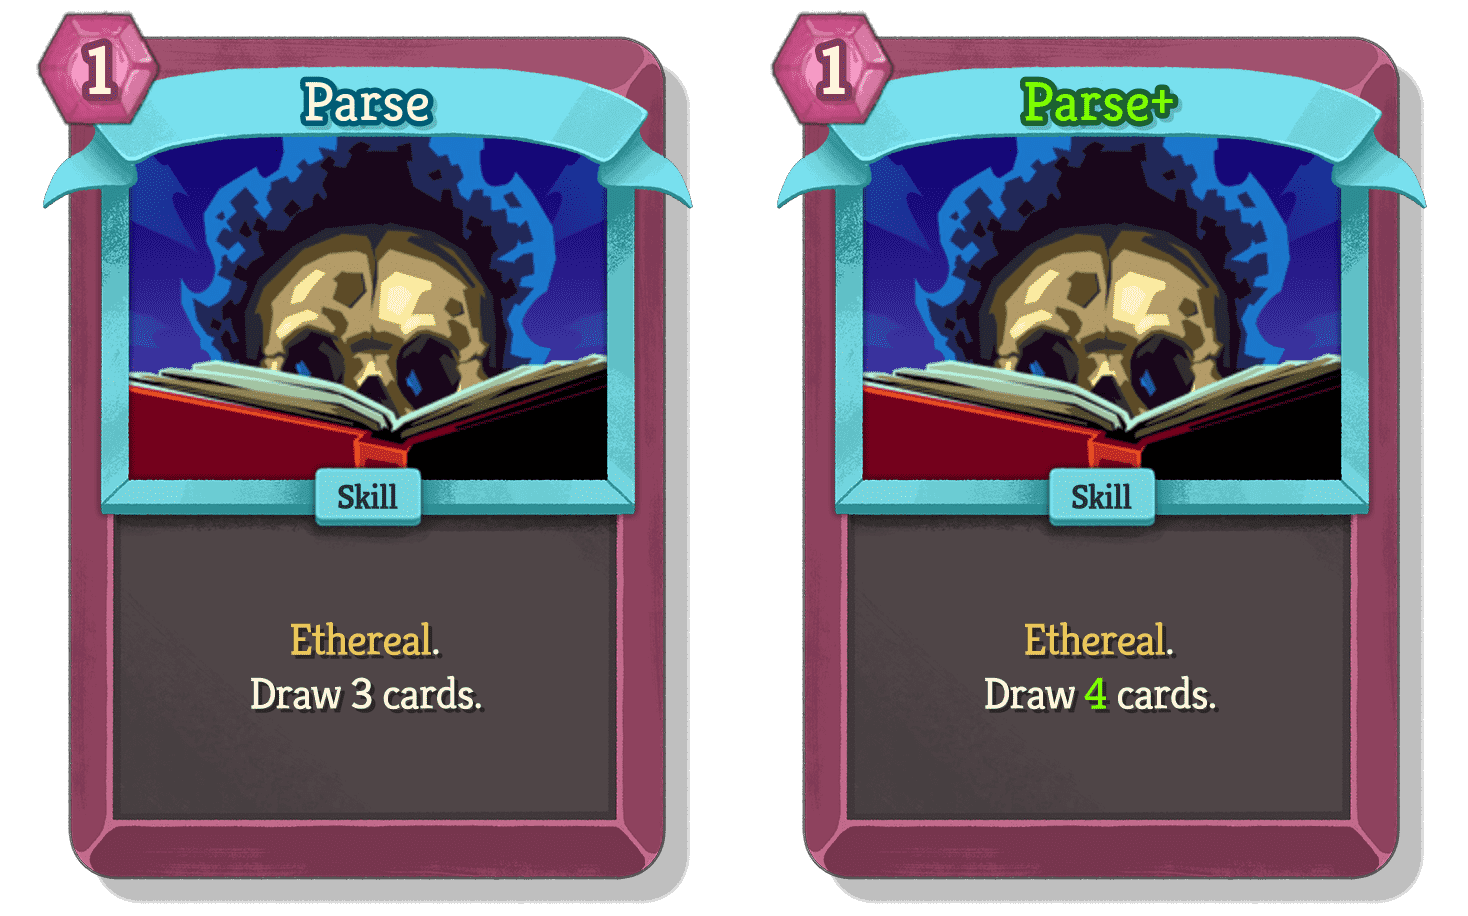 1
Parse
Skill
Ethereal.
Draw 3 cards.
1
Parse+
Skill
Ethereal.
Draw 4 cards.